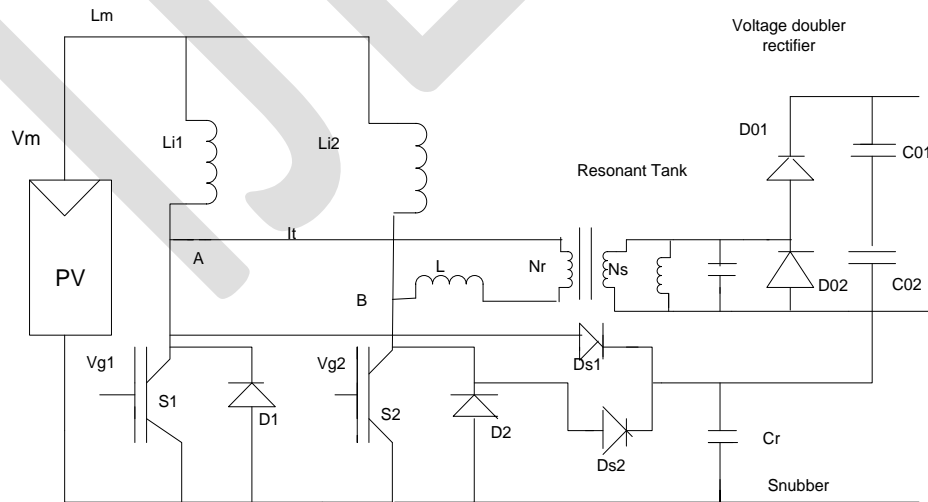 Lm
Voltage doubler
rectifier
Vm
Li1
Li2
D01
C01
Resonant Tank
It
A
PV
L
Nr
Ns
B
D02
C02
Vg1
Vg2
Ds1
S1
D1
S2
D2
Ds2
Cr
Snubber